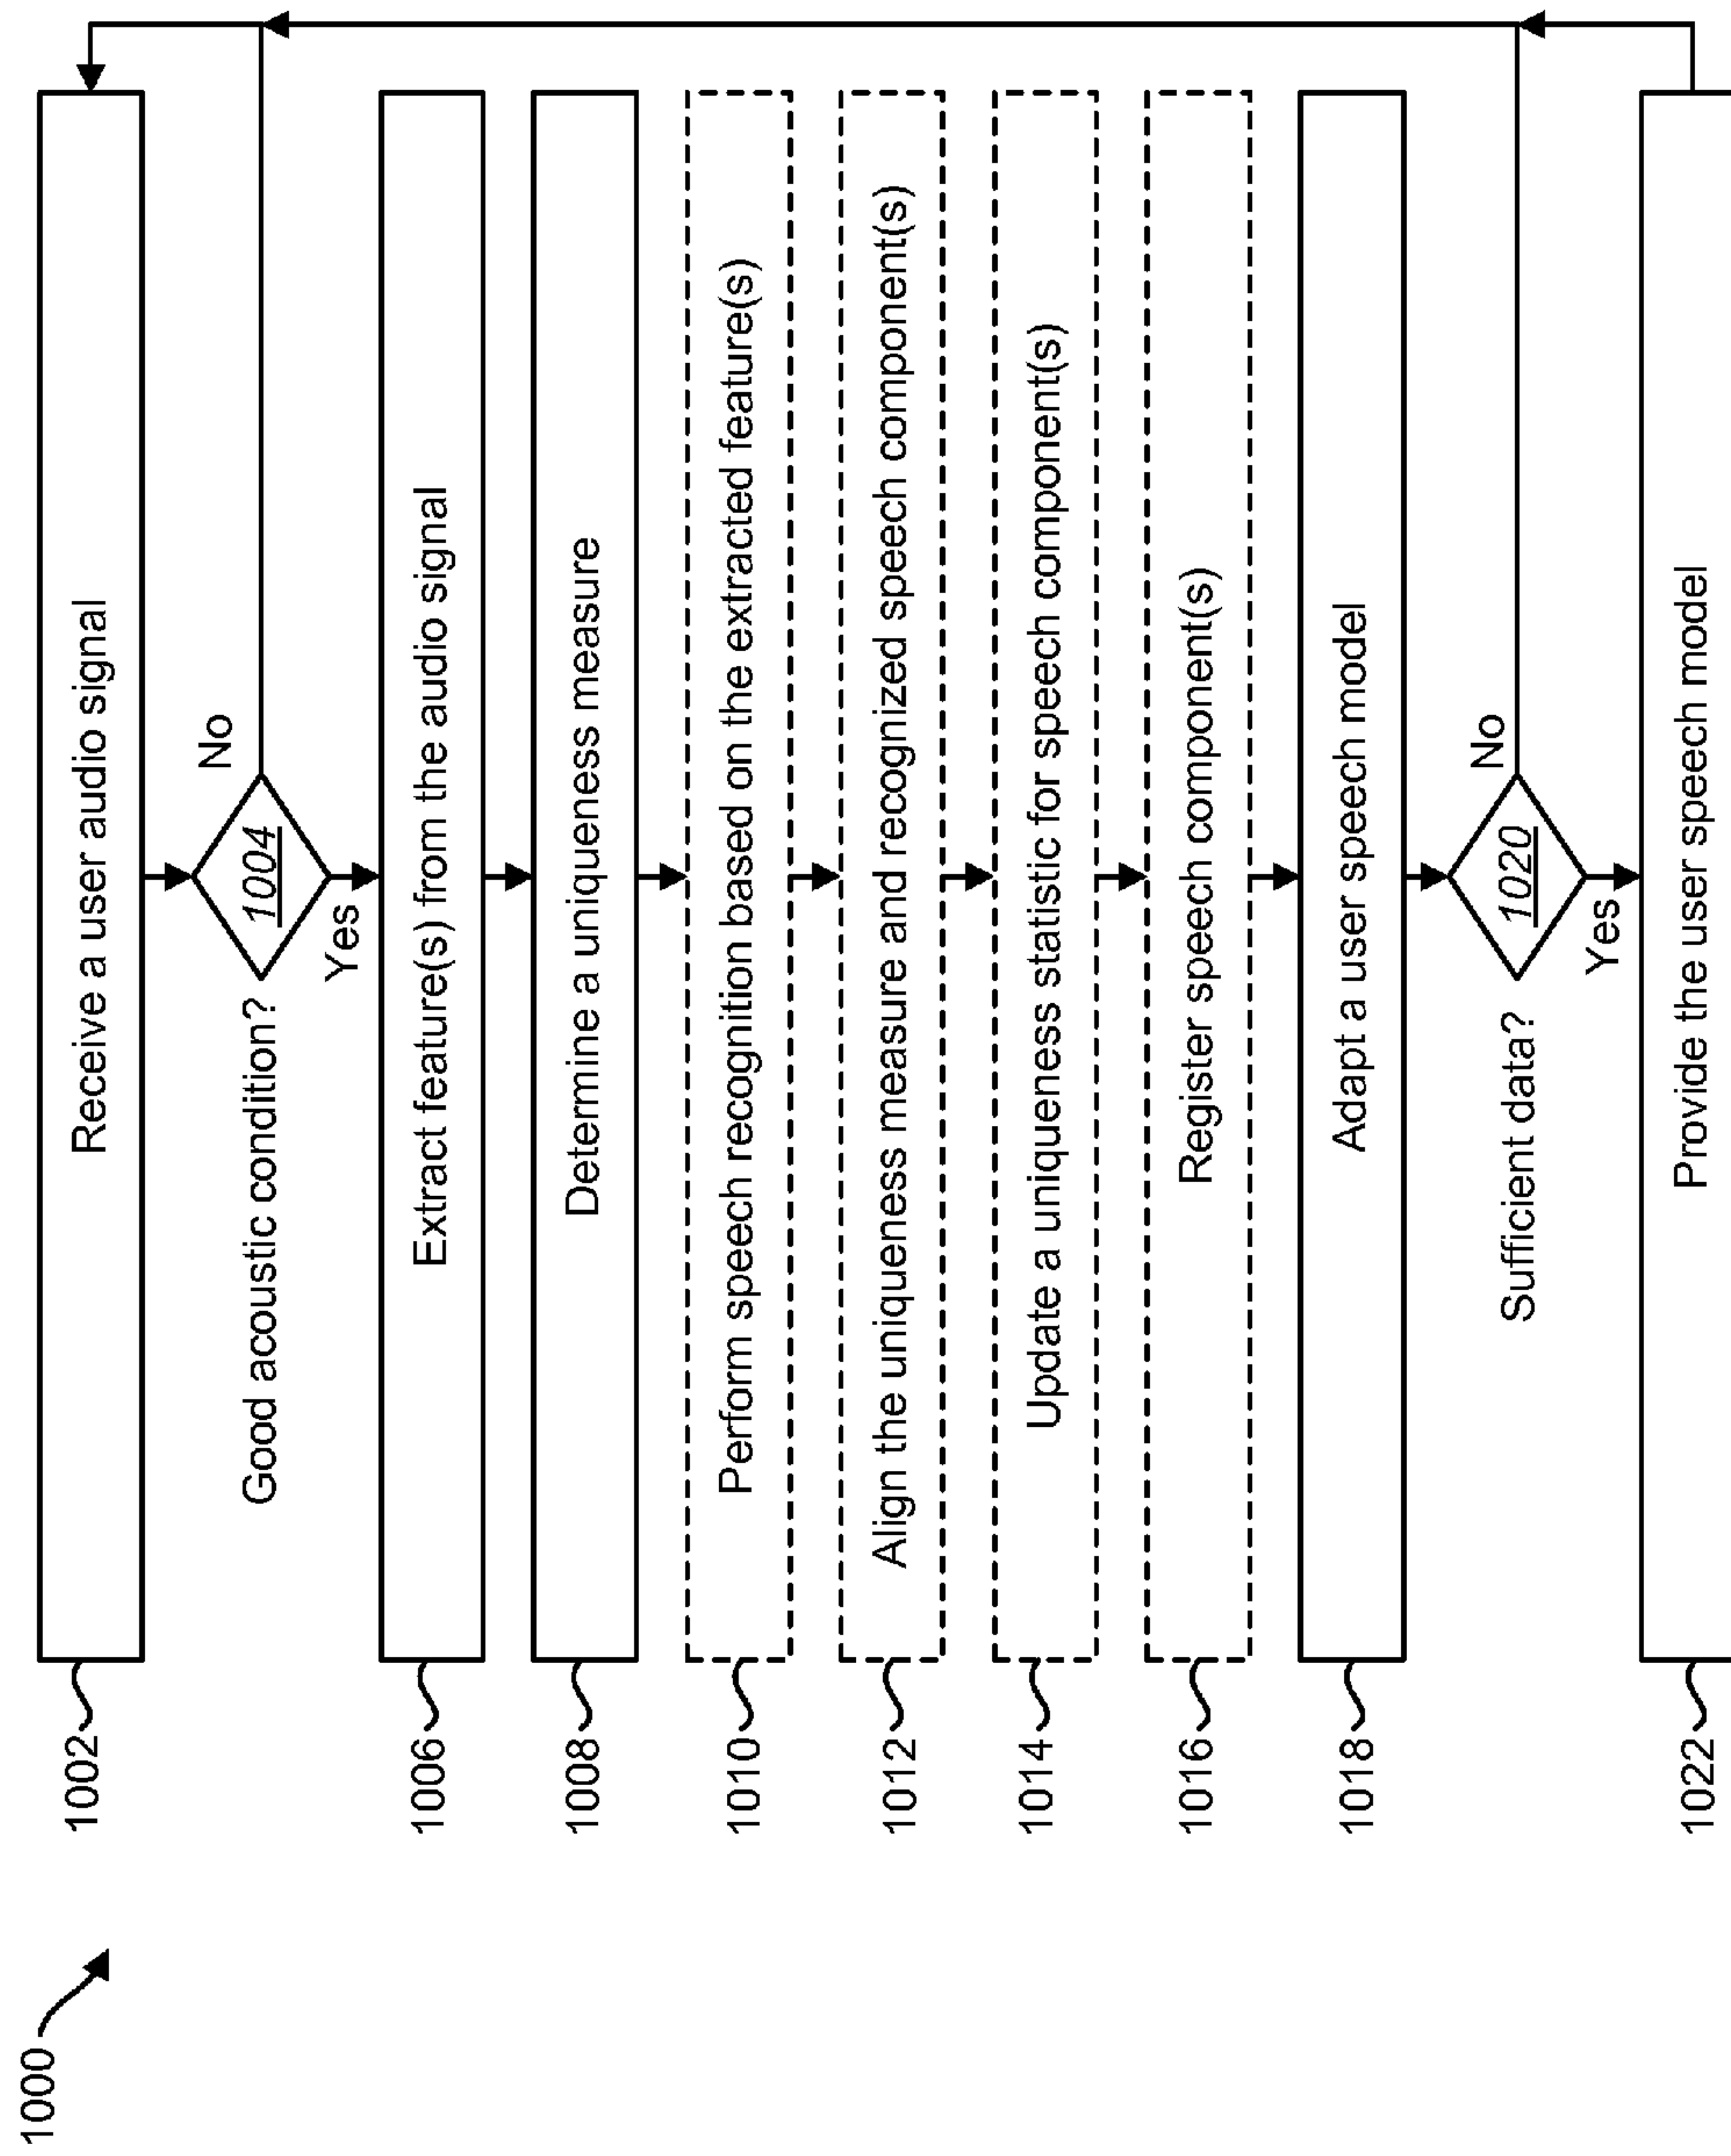 1000
1002
Receive a user audio signal
Good acoustic condition?
1004
No
Yes
1006
Extract feature(s) from the audio signal
1008
Determine a uniqueness measure
1010
Perform speech recognition based on the extracted feature(s)
1012
Align the uniqueness measure and recognized speech component(s)
1014
Update a uniqueness statistic for speech component(s)
1016
Register speech component(s)
1018
Adapt a user speech model
Sufficient data?
1020
No
Yes
1022
Provide the user speech model